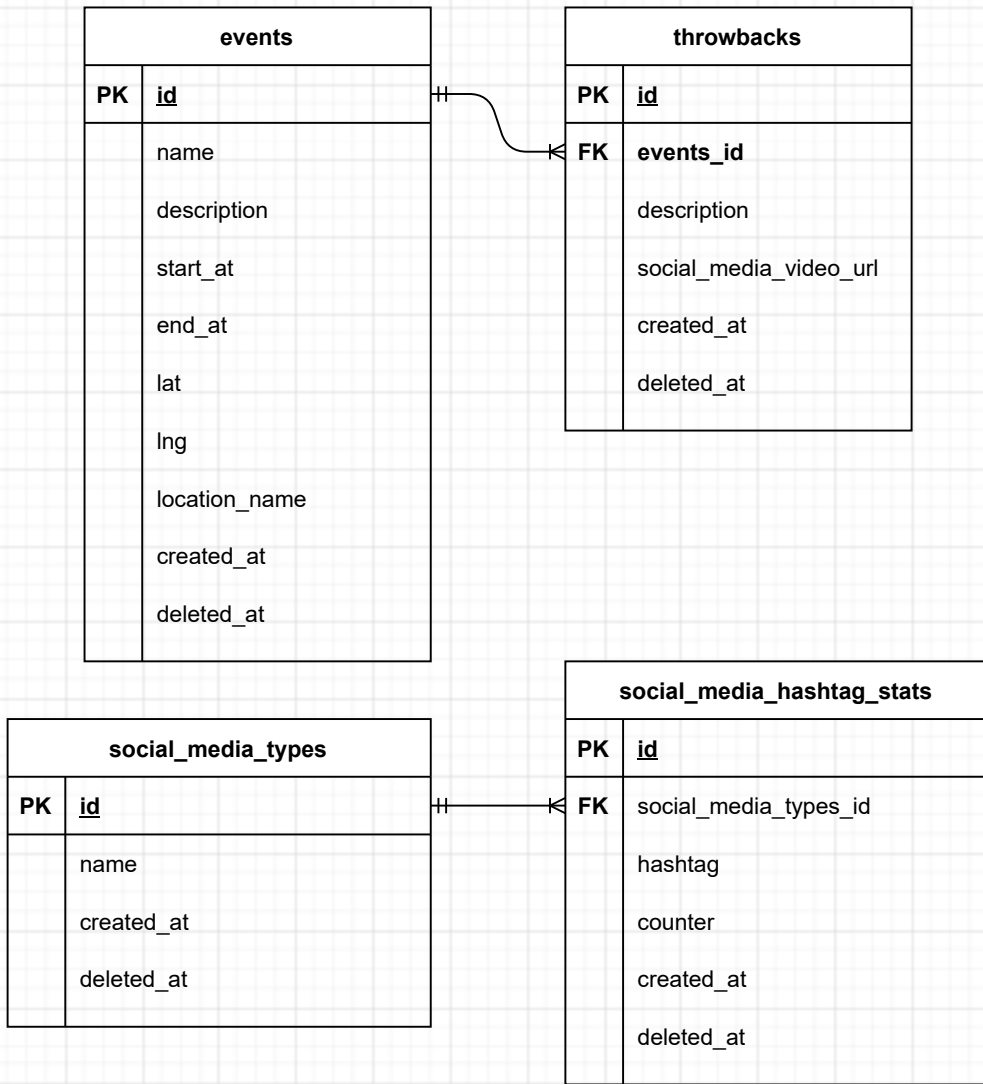 events
PK id
name
description
start_at
end_at
lat
lng
location_name
created_at
deleted_at
throwbacks
PK id
FK events_id
description
social_media_video_url
created_at
deleted_at
social_media_types
PK id
name
created_at
deleted_at
social_media_hashtag_stats
PK id
FK social_media_types_id
hashtag
counter
created_at
deleted_at